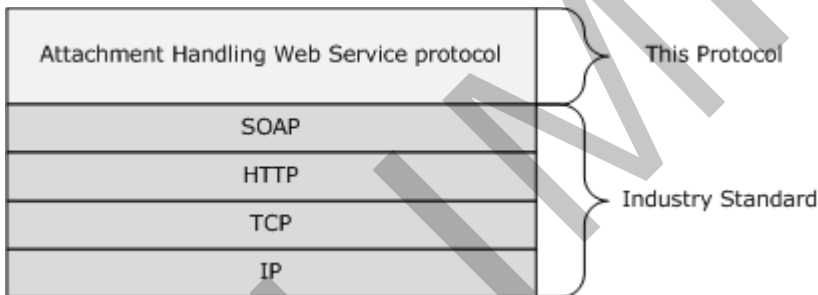 Attachment Handling Web Service protocol
This Protocol
SOAP
HTTP
TCP
Industry Standard
IP